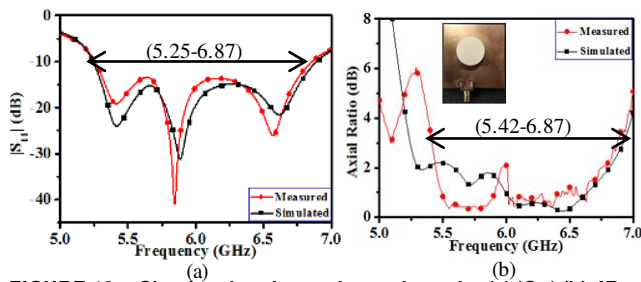 (a)
(5.25-6.87)
|S11| (dB)
0
-10
-20
-30
-40
Measured
Simulated
5.0 5.5 6.0 6.5 7.0
Frequency (GHz)
(a)
(b)
(5.42-6.87)
Axial Ratio (dB)
8
6
4
2
0
Measured
Simulated
5.0 5.5 6.0 6.5 7.0
Frequency (GHz)
(b)